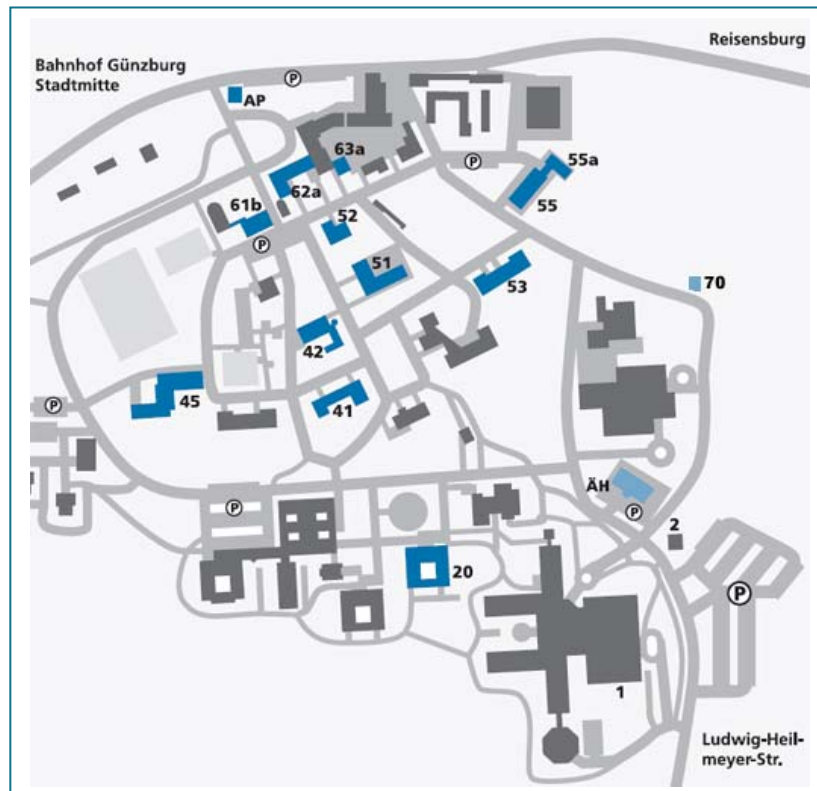 Reisensburg
Bahnhof Günzburg
Stadtmitte
P
AP
63a
P
55a
62a
55
61b
52
P
51
70
53
42
45
41
P
ÄH
P
P
2
20
P
1
Ludwig-Heil-
meyer-Str.